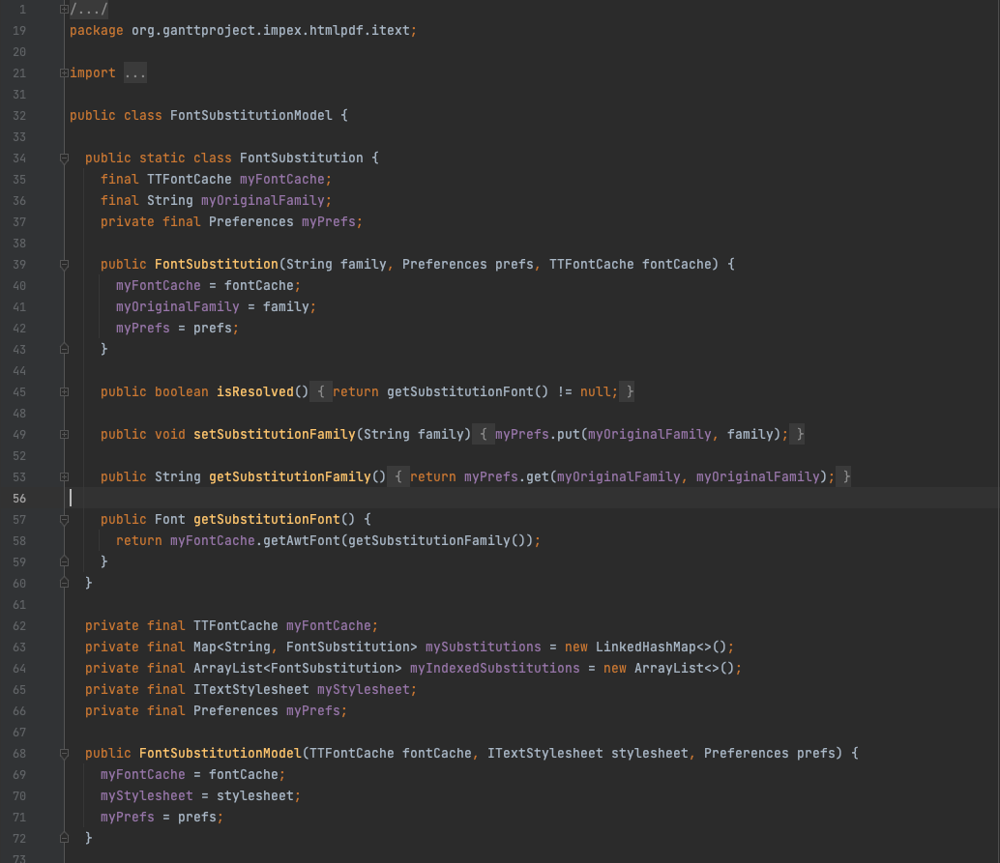 1 /.../
19 package org.ganttproject.impex.htmlpdf.itext;
20
21 import ...
31
32 public class FontSubstitutionModel {
33
34   public static class FontSubstitution {
35     final TTFontCache myFontCache;
36     final String myOriginalFamily;
37     private final Preferences myPrefs;
38
39     public FontSubstitution(String family, Preferences prefs, TTFontCache fontCache) {
40       myFontCache = fontCache;
41       myOriginalFamily = family;
42       myPrefs = prefs;
43     }
44
45     public boolean isResolved() { return getSubstitutionFont() != null; }
48
49     public void setSubstitutionFamily(String family) { myPrefs.put(myOriginalFamily, family); }
52
53     public String getSubstitutionFamily() { return myPrefs.get(myOriginalFamily, myOriginalFamily); }
56
57     public Font getSubstitutionFont() {
58       return myFontCache.getAwtFont(getSubstitutionFamily());
59     }
60   }
61
62   private final TTFontCache myFontCache;
63   private final Map<String, FontSubstitution> mySubstitutions = new LinkedHashMap<>();
64   private final ArrayList<FontSubstitution> myIndexedSubstitutions = new ArrayList<>();
65   private final ITextStylesheet myStylesheet;
66   private final Preferences myPrefs;
67
68   public FontSubstitutionModel(TTFontCache fontCache, ITextStylesheet stylesheet, Preferences prefs) {
69     myFontCache = fontCache;
70     myStylesheet = stylesheet;
71     myPrefs = prefs;
72   }
73